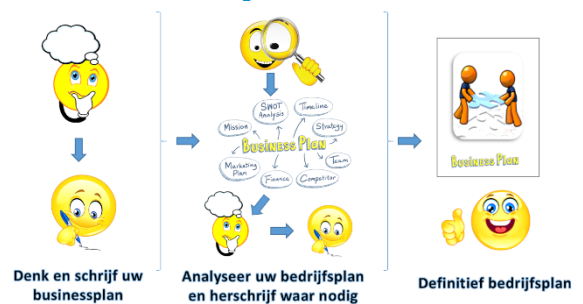 SWOT
Analysis
Timeline
Mission
Strategy
BUSINESS PLAN
Marketing
Plan
Team
Finance
Competitor
BUSINESS PLAN
Denk en schrijf uw
businessplan
Analyseer uw bedrijfsplan
en herschrijf waar nodig
Definitief bedrijfsplan